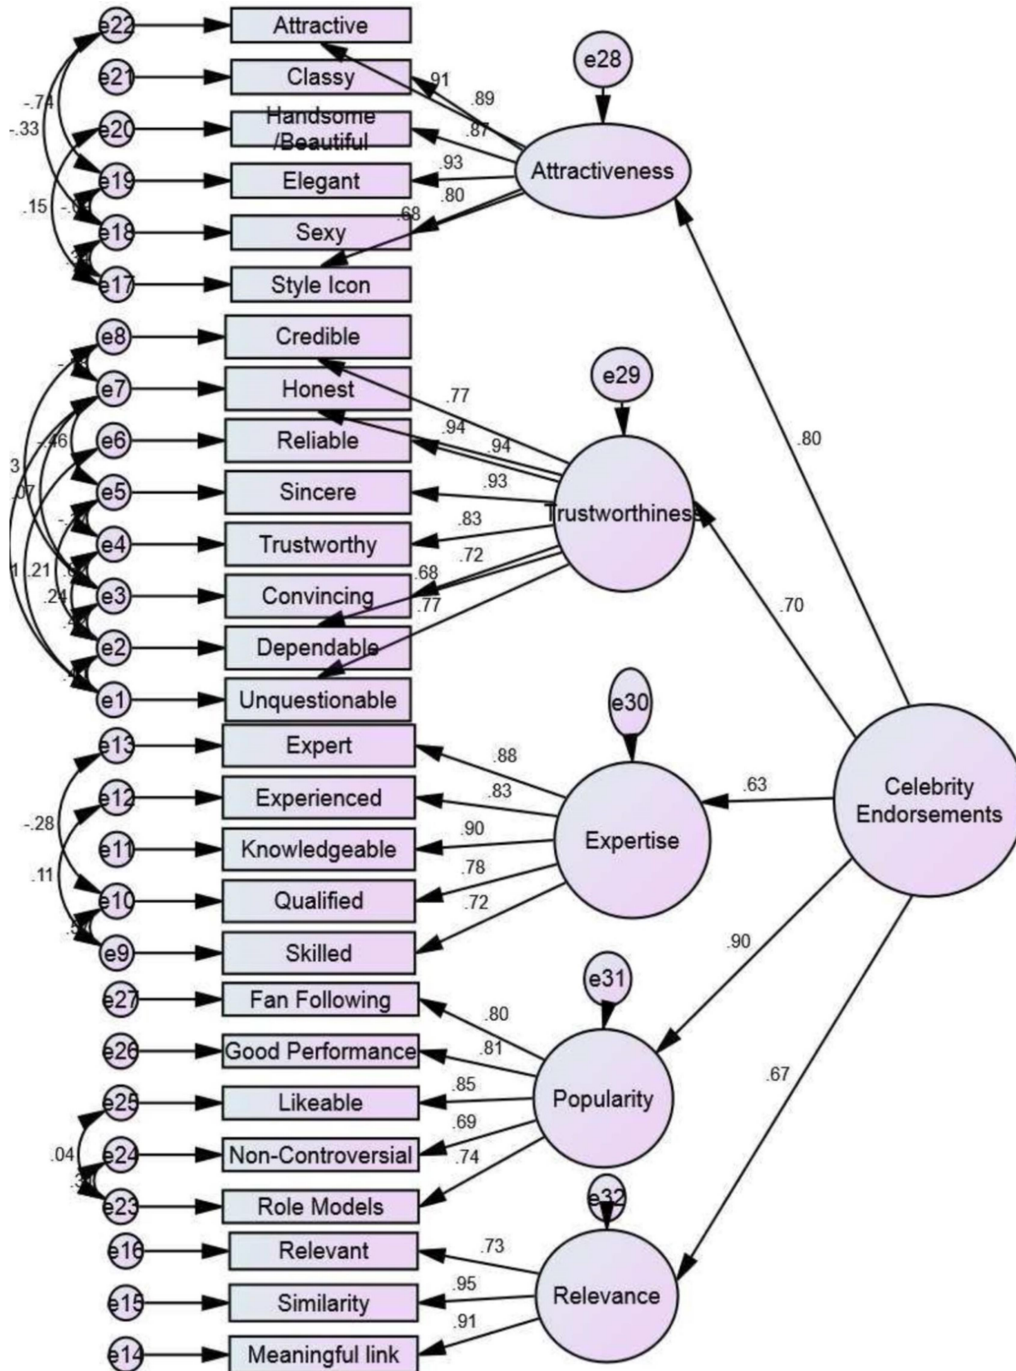 e22
Attractive
e28
e21
Classy
.91
.89
-.74
-.33
e20
Handsome
/Beautiful
.87
Attractiveness
e19
Elegant
.93
.80
.15
e18
Sexy
.68
e17
Style Icon
e8
Credible
e29
e7
Honest
.77
.80
-.46
e6
Reliable
.94
.94
3
.07
e5
Sincere
.93
Trustworthiness
e4
Trustworthy
.83
.72
1
.21
.24
e3
Convincing
.68
.77
.70
e2
Dependable
e1
Unquestionable
e30
e13
Expert
.88
e12
Experienced
.83
.63
Celebrity
Endorsements
-.28
e11
Knowledgeable
.90
Expertise
.11
e10
Qualified
.78
.72
e9
Skilled
.90
e27
Fan Following
e31
.80
e26
Good Performance
.81
.67
e25
Likeable
.85
Popularity
.04
e24
Non-Controversial
.69
.74
e23
Role Models
e32
e16
Relevant
.73
e15
Similarity
.95
Relevance
.91
e14
Meaningful link